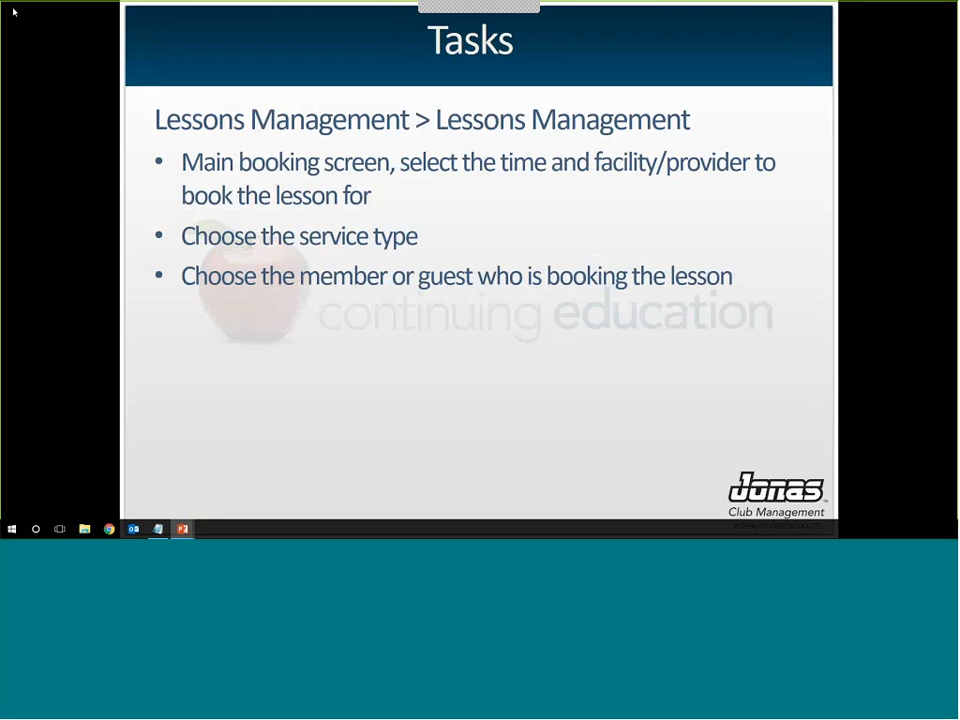 Tasks
Lessons Management > Lessons Management
• Main booking screen, select the time and facility/provider to
book the lesson for
• Choose the service type
• Choose the member or guest who is booking the lesson
continuing education
Jonas
Club Management